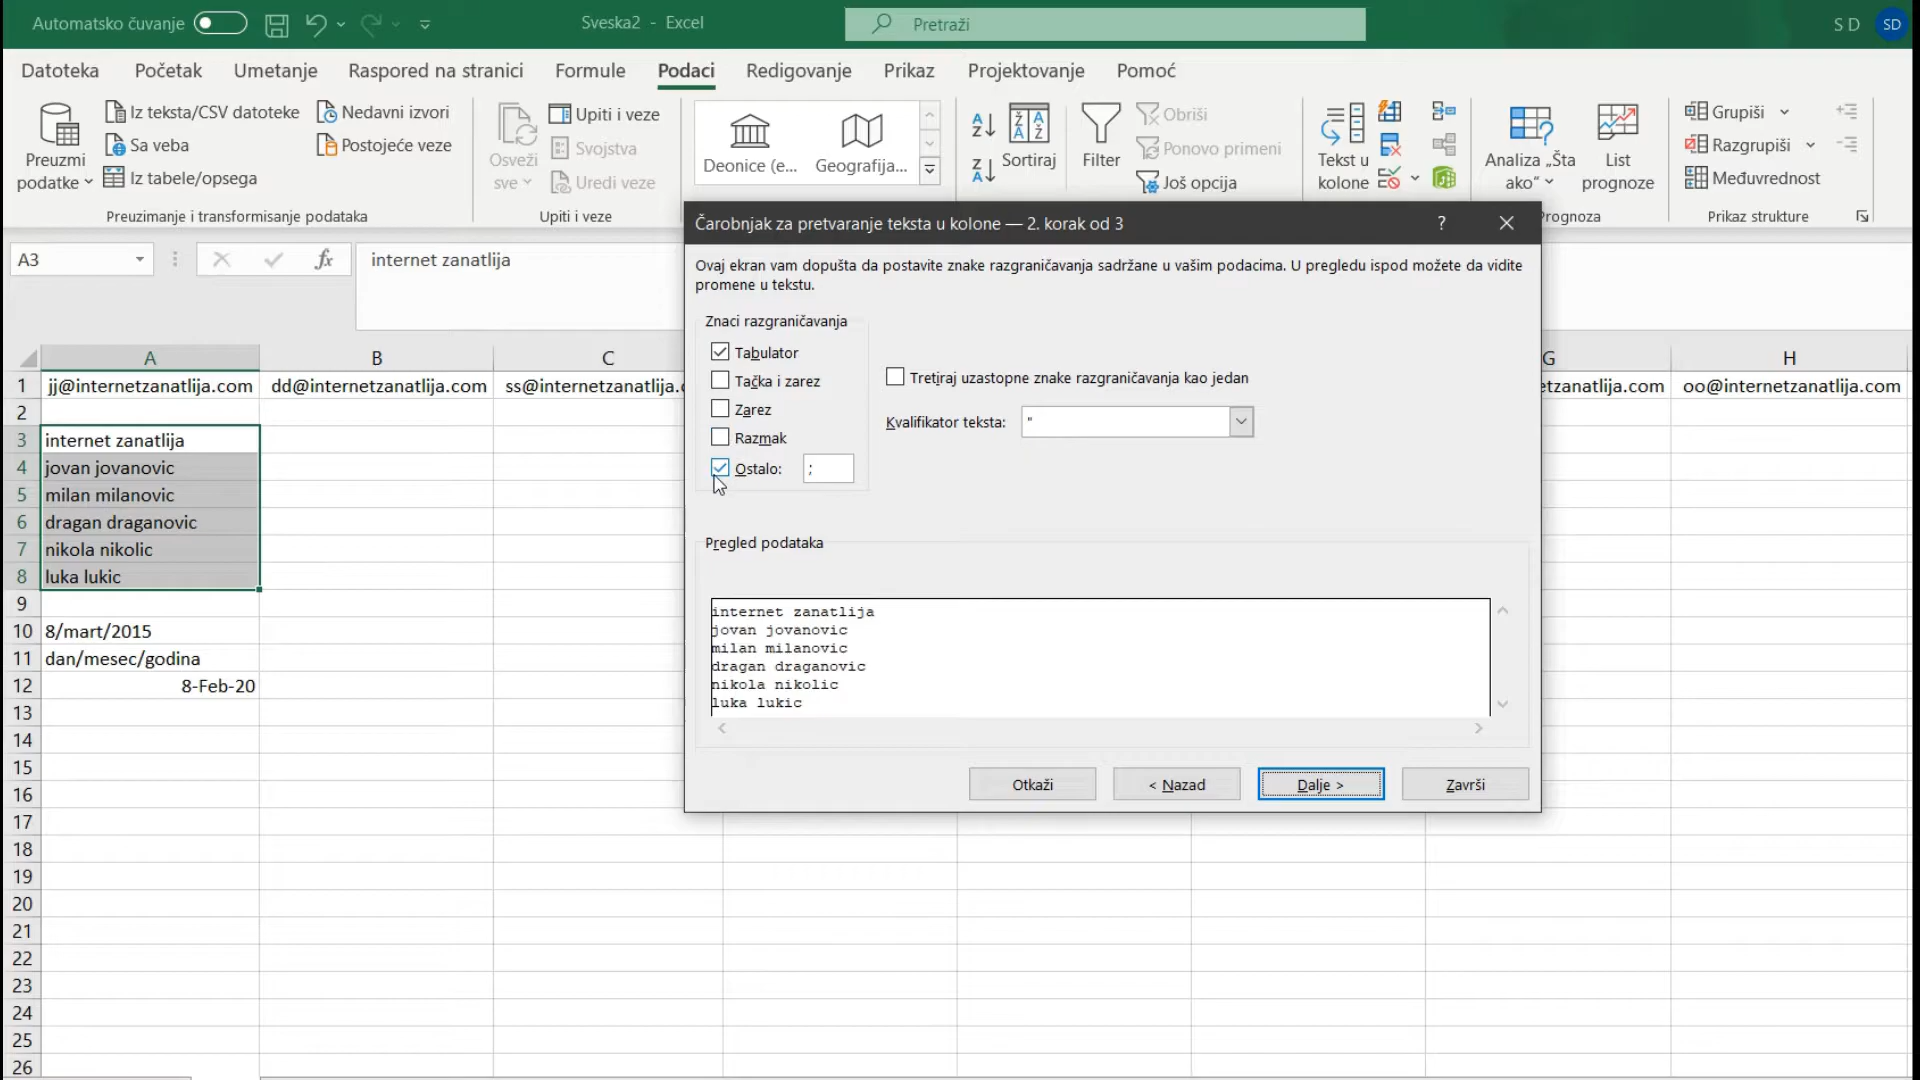 Automatsko čuvanje
Sveska2 - Excel
Pretraži
S D
SD
Datoteka Početak Umetanje Raspored na stranici Formule Podaci Redigovanje Prikaz Projektovanje Pomoć
Preuzmi podatke
Iz teksta/CSV datoteke
Sa veba
Iz tabele/opsega
Nedavni izvori
Postojeće veze
Preuzimanje i transformisanje podataka
Osveži sve
Upiti i veze
Svojstva
Uredi veze
Upiti i veze
Deonice (e...
Geografija...
Sortiraj
Filter
Obriši
Ponovo primeni
Još opcija
Tekst u kolone
Analiza „Šta ako“
List prognoze
Prognoza
Grupiši
Razgrupiši
Međuvrednost
Prikaz strukture
A3
fx
internet zanatlija
A B C G H
1 jj@internetzanatlija.com dd@internetzanatlija.com ss@internetzanatlija.c etzanatlija.com oo@internetzanatlija.com
2
3 internet zanatlija
4 jovan jovanovic
5 milan milanovic
6 dragan draganovic
7 nikola nikolic
8 luka lukic
9
10 8/mart/2015
11 dan/mesec/godina
12 8-Feb-20
13
14
15
16
17
18
19
20
21
22
23
24
25
26
Čarobnjak za pretvaranje teksta u kolone — 2. korak od 3
?
Ovaj ekran vam dopušta da postavite znake razgraničavanja sadržane u vašim podacima. U pregledu ispod možete da vidite
promene u tekstu.
Znaci razgraničavanja
Tabulator
Tačka i zarez
Zarez
Razmak
Ostalo: ;
Tretiraj uzastopne znake razgraničavanja kao jedan
Kvalifikator teksta: "
Pregled podataka
internet zanatlija
jovan jovanovic
milan milanovic
dragan draganovic
nikola nikolic
luka lukic
Otkaži
< Nazad
Dalje >
Završi